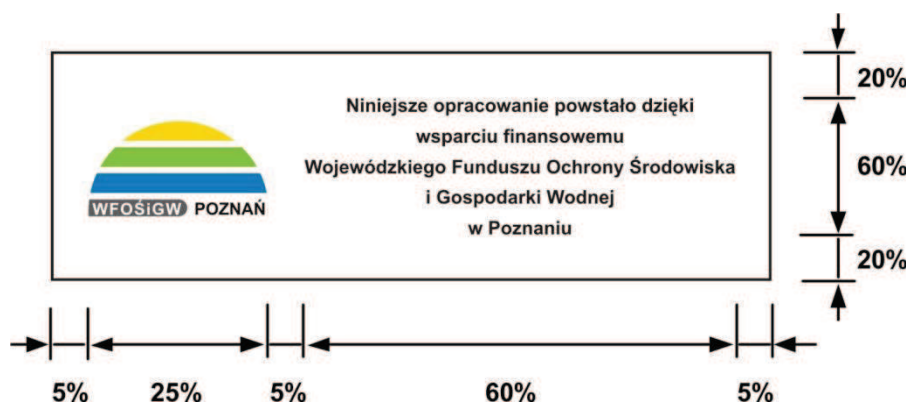 Niniejsze opracowanie powstało dzięki
wsparciu finansowemu
Wojewódzkiego Funduszu Ochrony Środowiska
i Gospodarki Wodnej
w Poznaniu
WFOŚiGW POZNAŃ
20%
60%
20%
5% 25% 5% 60% 5%